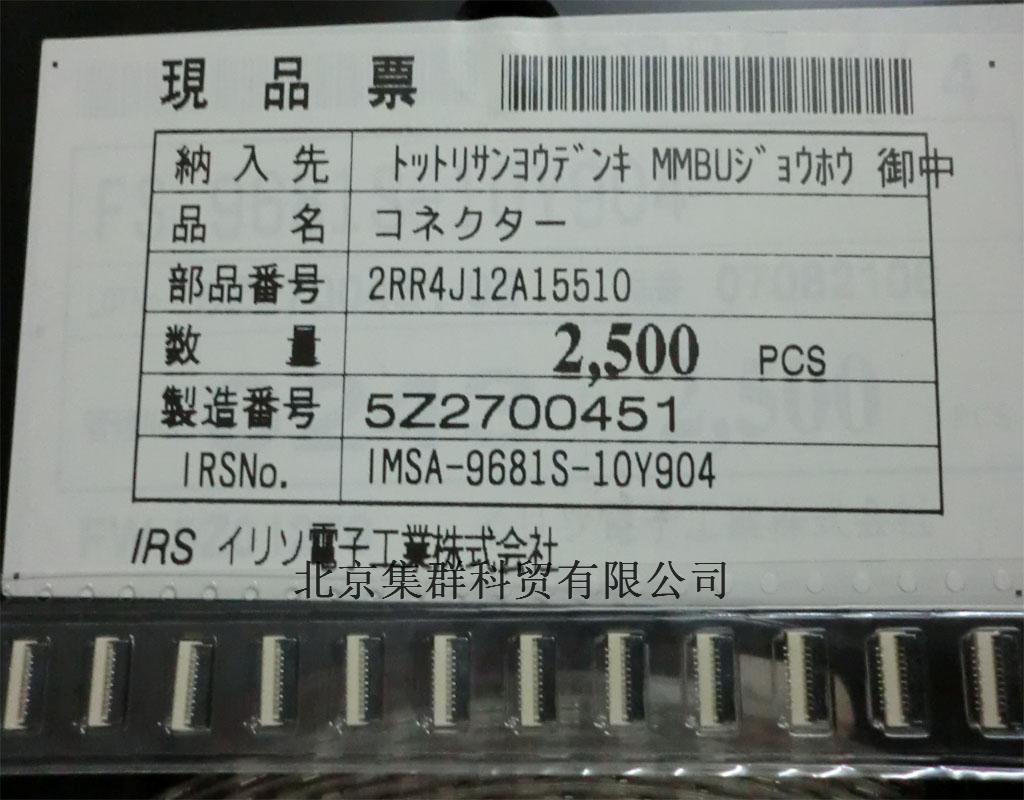 現品票
納入先 ﾄｯﾄﾘｻﾝﾖｳﾃﾞﾝｷ MMBUｼﾞｮｳﾎｳ 御中
品名 コネクター
部品番号 2RR4J12A15510
数量 2,500 PCS
製造番号 5Z2700451
IRSNo. IMSA-9681S-10Y904
IRS イリソ電子工業株式会社
北京集群科贸有限公司